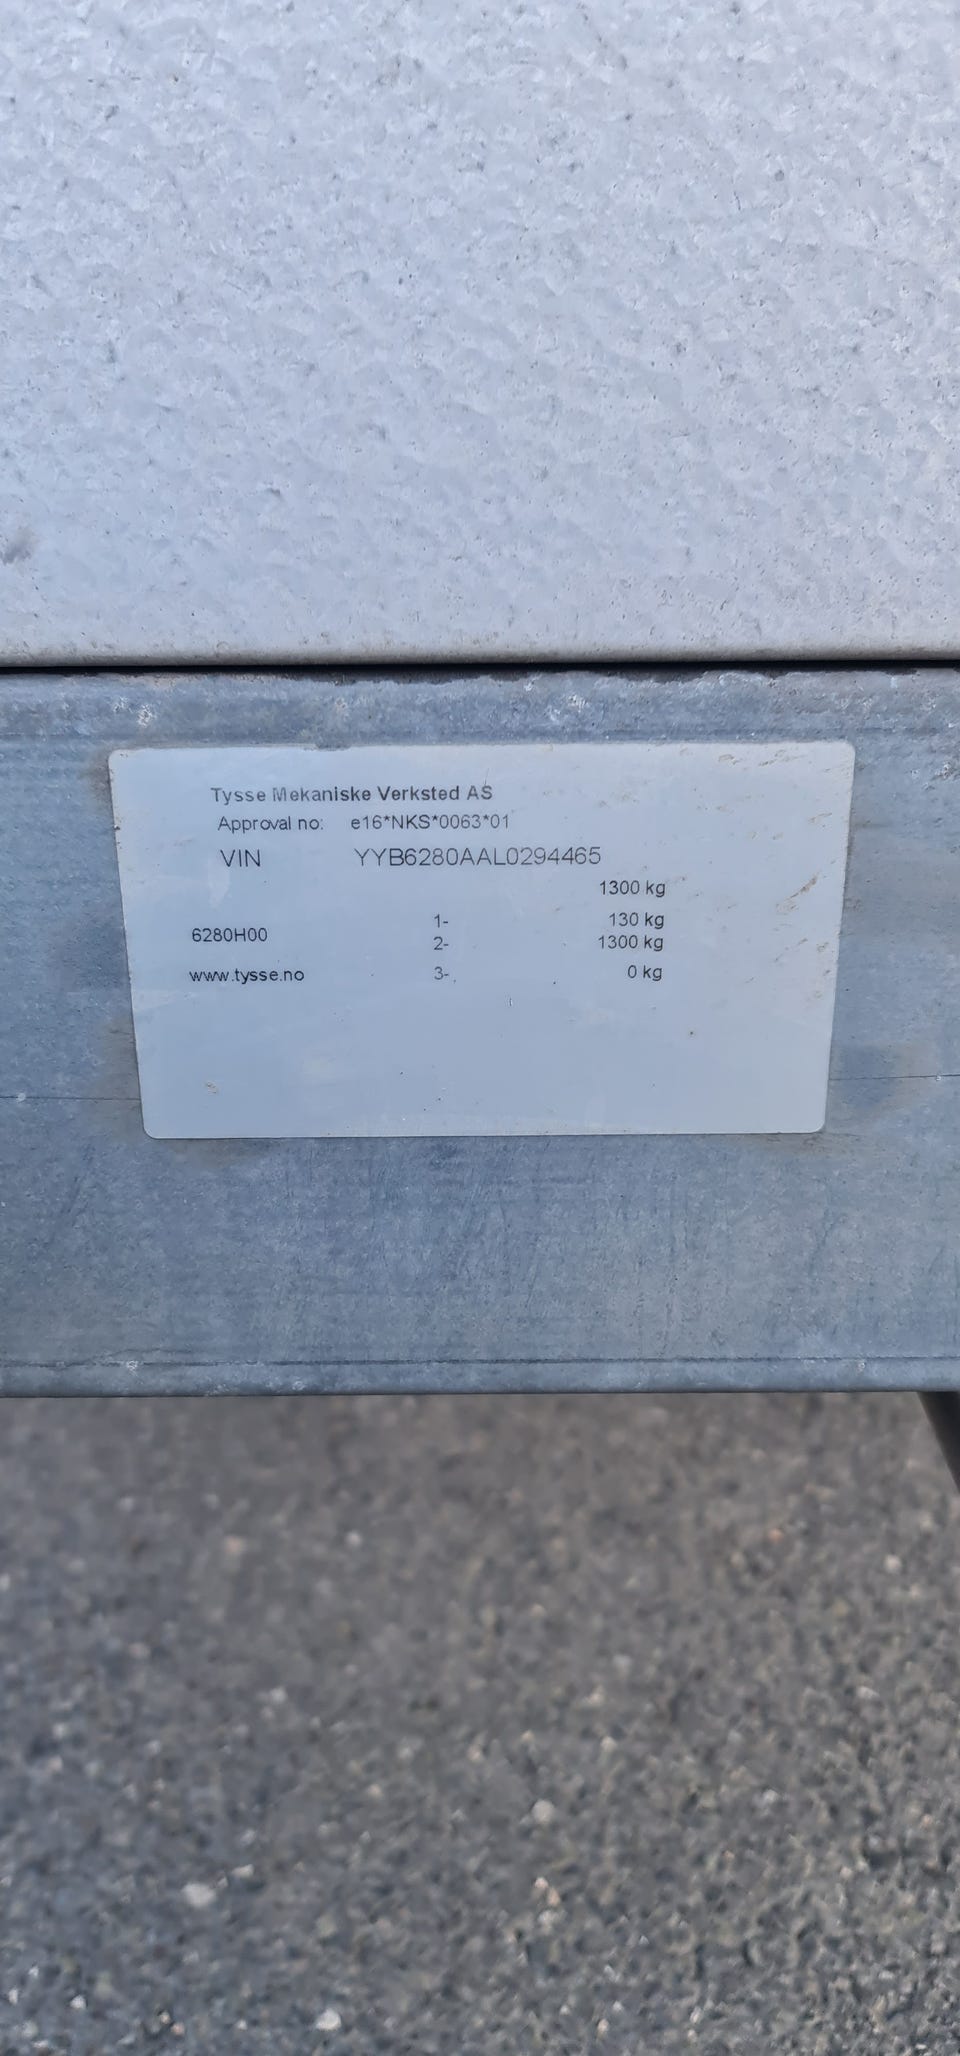 Tysse Mekaniske Verksted AS
Approval no: e16*NKS*0063*01
VIN YYB6280AAL0294465
1300 kg
1- 130 kg
6280H00
2- 1300 kg
www.tysse.no 3- 0 kg